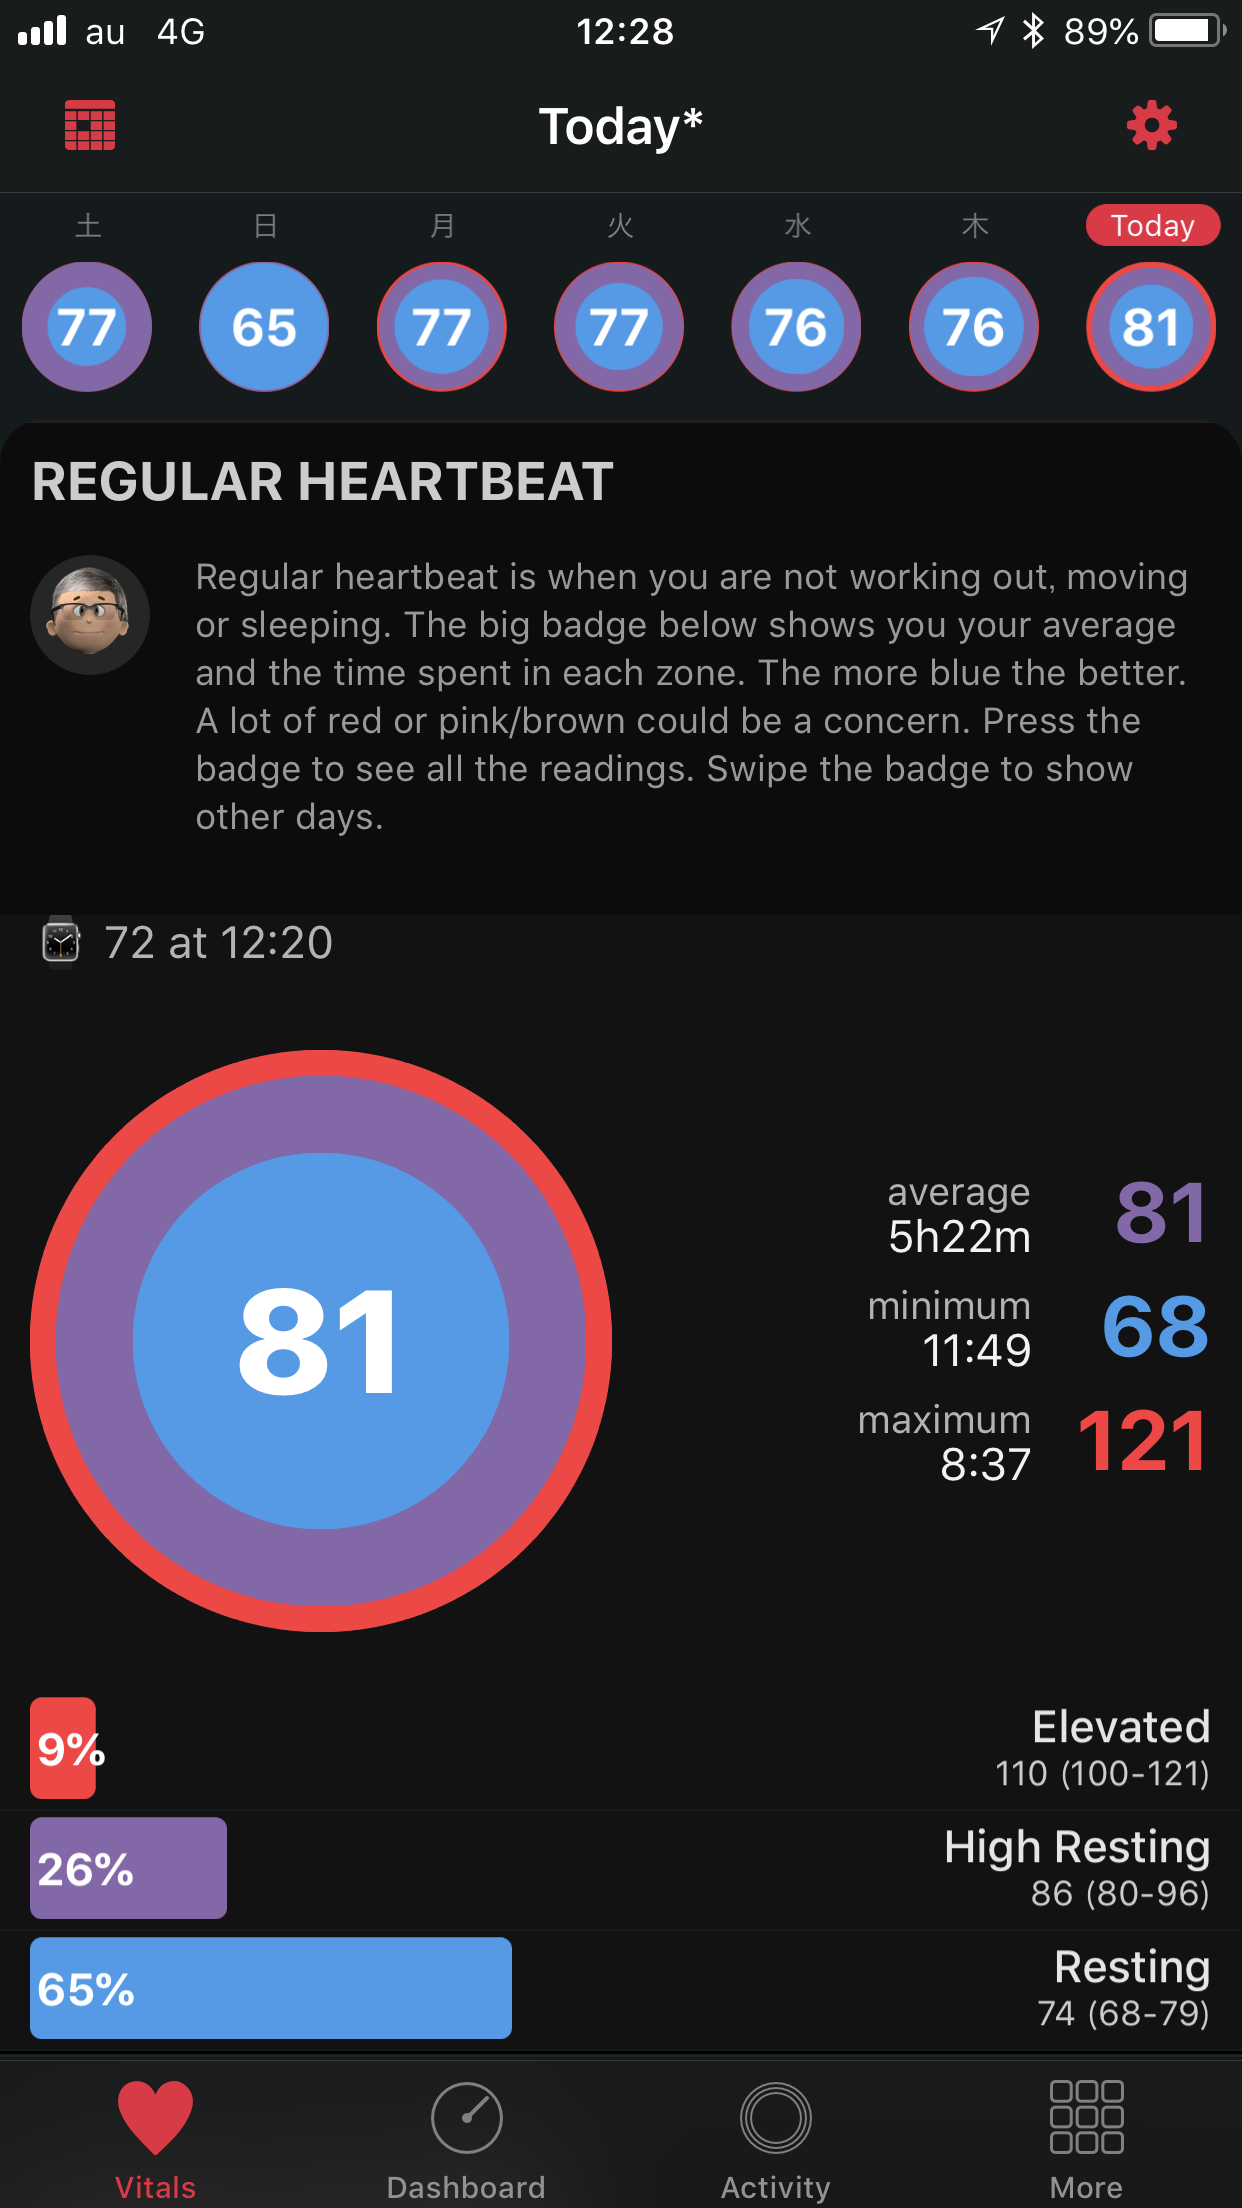 au 4G 12:28 89%
Today*
土 日 月 火 水 木 Today
77 65 77 77 76 76 81
REGULAR HEARTBEAT
Regular heartbeat is when you are not working out, moving
or sleeping. The big badge below shows you your average
and the time spent in each zone. The more blue the better.
A lot of red or pink/brown could be a concern. Press the
badge to see all the readings. Swipe the badge to show
other days.
72 at 12:20
81
average
5h22m
81
minimum
11:49
68
maximum
8:37
121
9%
Elevated
110 (100-121)
26%
High Resting
86 (80-96)
65%
Resting
74 (68-79)
Vitals Dashboard Activity More